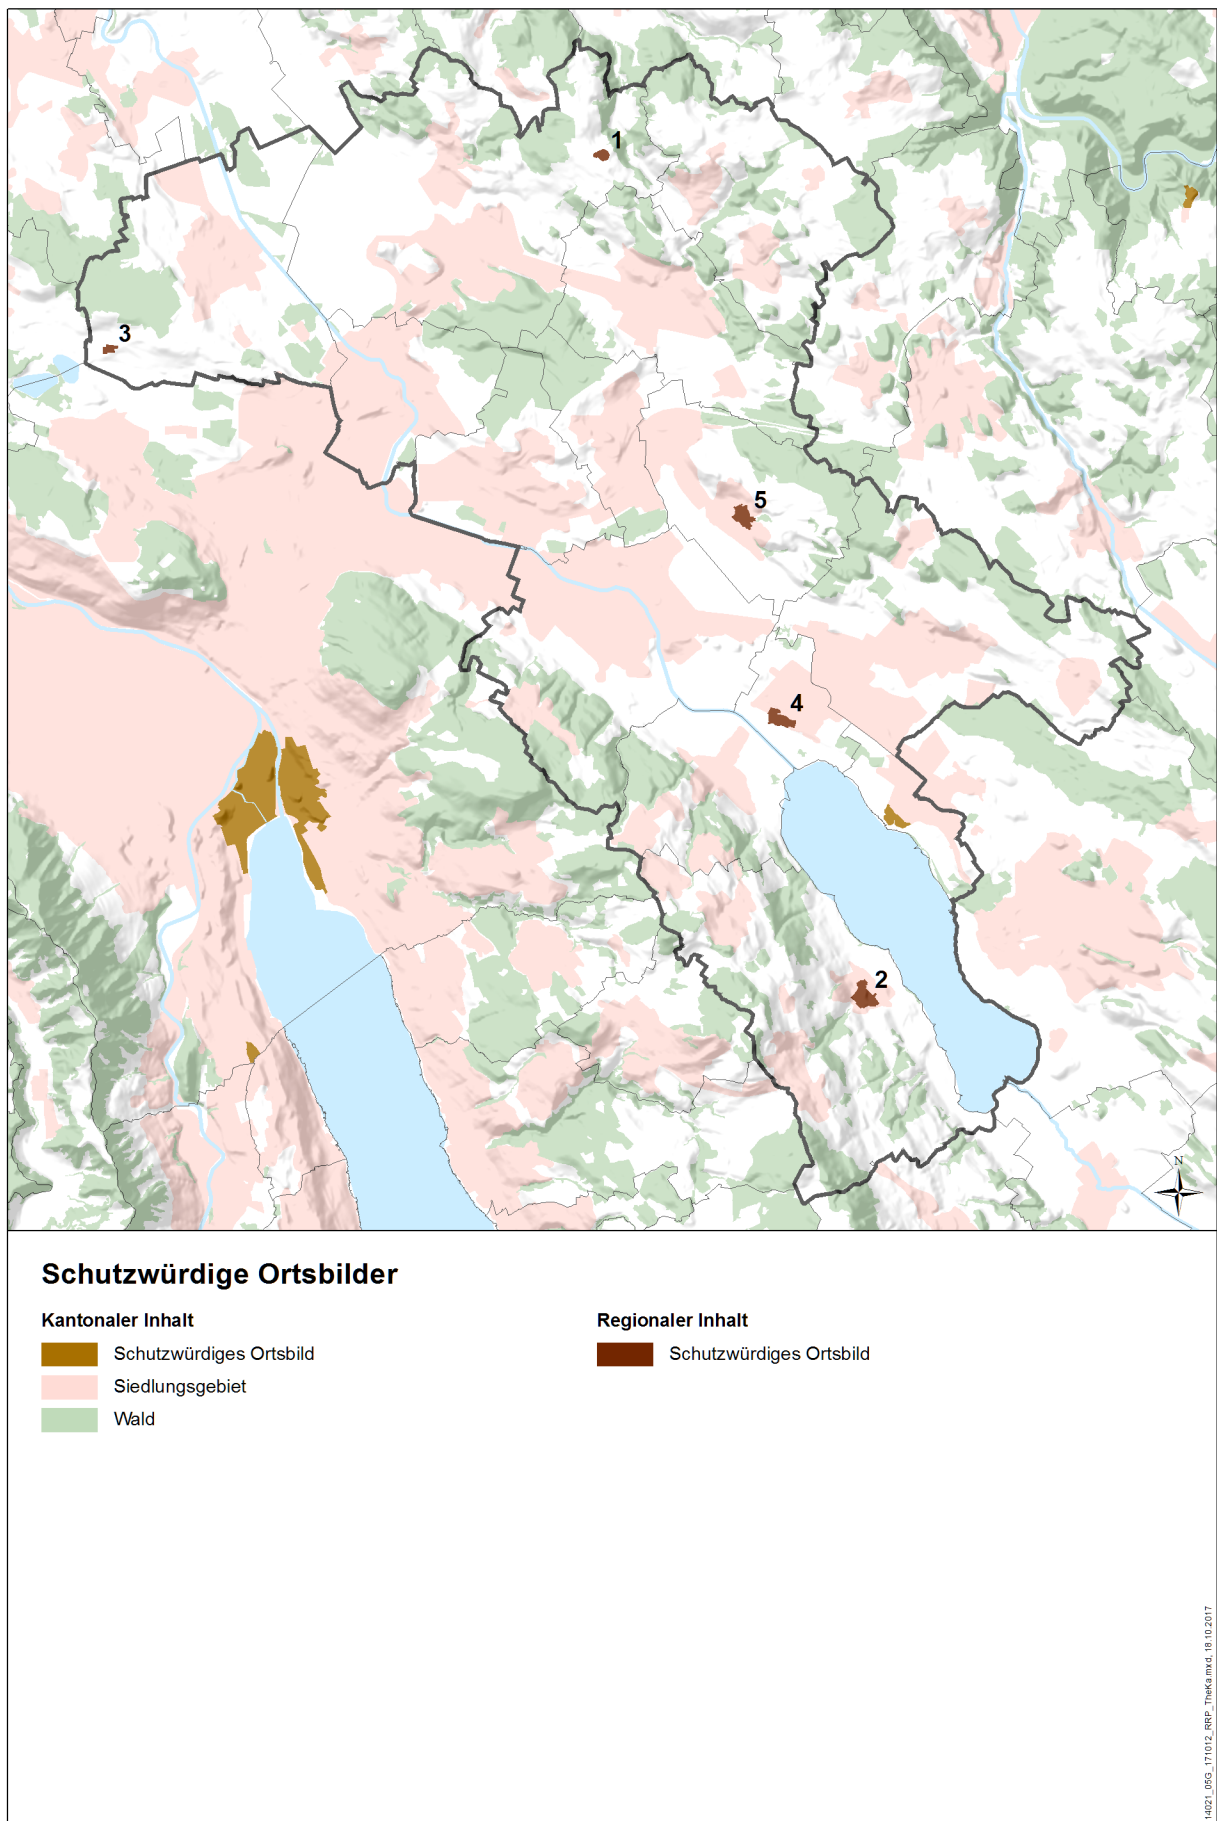 1
3
5
4
2
N
Schutzwürdige Ortsbilder
Kantonaler Inhalt
Schutzwürdiges Ortsbild
Siedlungsgebiet
Wald
Regionaler Inhalt
Schutzwürdiges Ortsbild
14021_05G_171012_RRP_TheKa.mxd, 18.10.2017